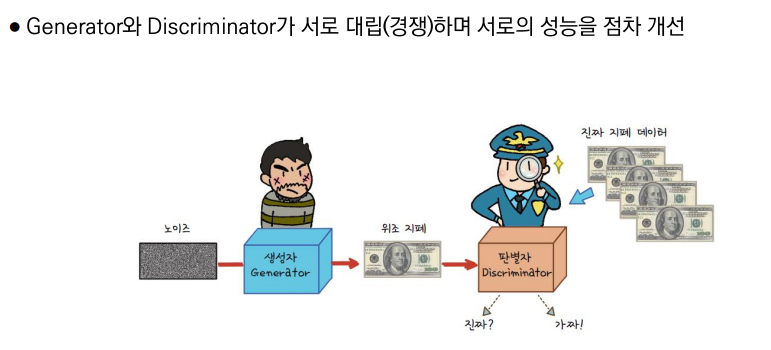 ● Generator와 Discriminator가 서로 대립(경쟁)하며 서로의 성능을 점차 개선
진짜 지폐 데이터
노이즈
위조 지폐
생성자
Generator
판별자
Discriminator
진짜?
가짜!